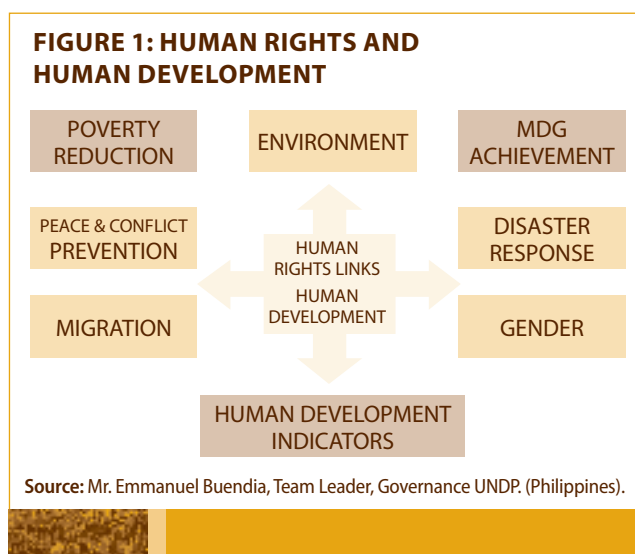 FIGURE 1: HUMAN RIGHTS AND
HUMAN DEVELOPMENT
POVERTY
REDUCTION
ENVIRONMENT
MDG
ACHIEVEMENT
PEACE & CONFLICT
PREVENTION
HUMAN
RIGHTS LINKS
HUMAN
DEVELOPMENT
DISASTER
RESPONSE
MIGRATION
GENDER
HUMAN DEVELOPMENT
INDICATORS
Source: Mr. Emmanuel Buendia, Team Leader, Governance UNDP. (Philippines).